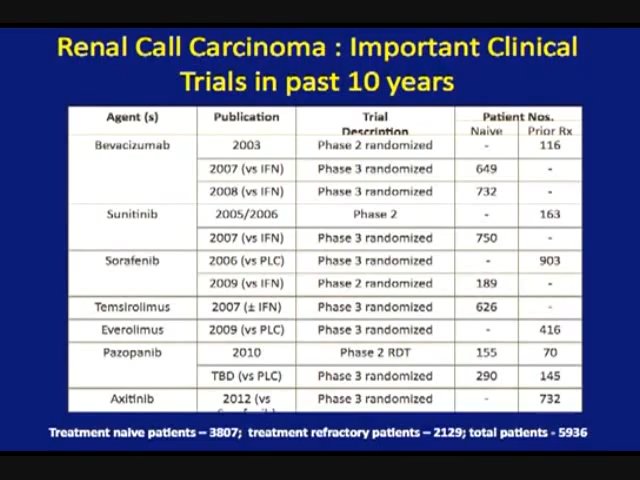 Renal Call Carcinoma : Important Clinical
Trials in past 10 years
Agent (s) Publication Trial Description Patient Nos.
Naive Prior Rx
Bevacizumab 2003 Phase 2 randomized - 116
2007 (vs IFN) Phase 3 randomized 649 -
2008 (vs IFN) Phase 3 randomized 732 -
Sunitinib 2005/2006 Phase 2 - 163
2007 (vs IFN) Phase 3 randomized 750 -
Sorafenib 2006 (vs PLC) Phase 3 randomized - 903
2009 (vs IFN) Phase 2 randomized 189 -
Temsirolimus 2007 (± IFN) Phase 3 randomized 626 -
Everolimus 2009 (vs PLC) Phase 3 randomized - 416
Pazopanib 2010 Phase 2 RDT 155 70
TBD (vs PLC) Phase 3 randomized 290 145
Axitinib 2012 (vs Phase 3 randomized - 732
Treatment naive patients – 3807; treatment refractory patients – 2129; total patients - 5936